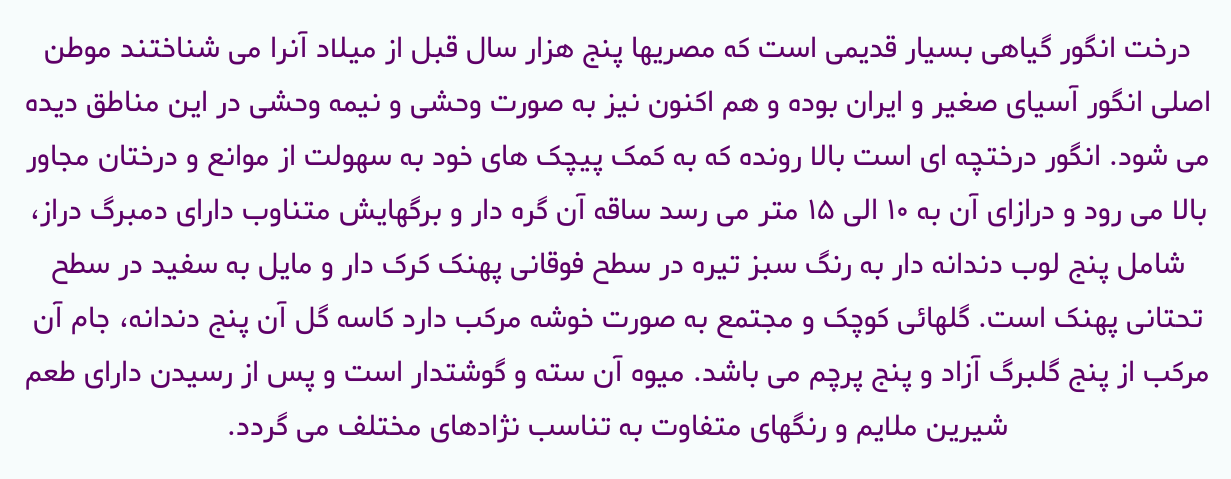 درخت انگور گیاهی بسیار قدیمی است که مصریها پنج هزار سال قبل از میلاد آنرا می شناختند موطن
اصلی انگور آسیای صغیر و ایران بوده و هم اکنون نیز به صورت وحشی و نیمه وحشی در این مناطق دیده
می شود. انگور درختچه ای است بالا رونده که به کمک پیچک های خود به سهولت از موانع و درختان مجاور
بالا می رود و درازای آن به ۱۰ الی ۱۵ متر می رسد ساقه آن گره دار و برگهایش متناوب دارای دمبرگ دراز،
شامل پنج لوب دندانه دار به رنگ سبز تیره در سطح فوقانی پهنک کرک دار و مایل به سفید در سطح
تحتانی پهنک است. گلهائی کوچک و مجتمع به صورت خوشه مرکب دارد کاسه گل آن پنج دندانه، جام آن
مرکب از پنج گلبرگ آزاد و پنج پرچم می باشد. میوه آن سته و گوشتدار است و پس از رسیدن دارای طعم
شیرین ملایم و رنگهای متفاوت به تناسب نژادهای مختلف می گردد.